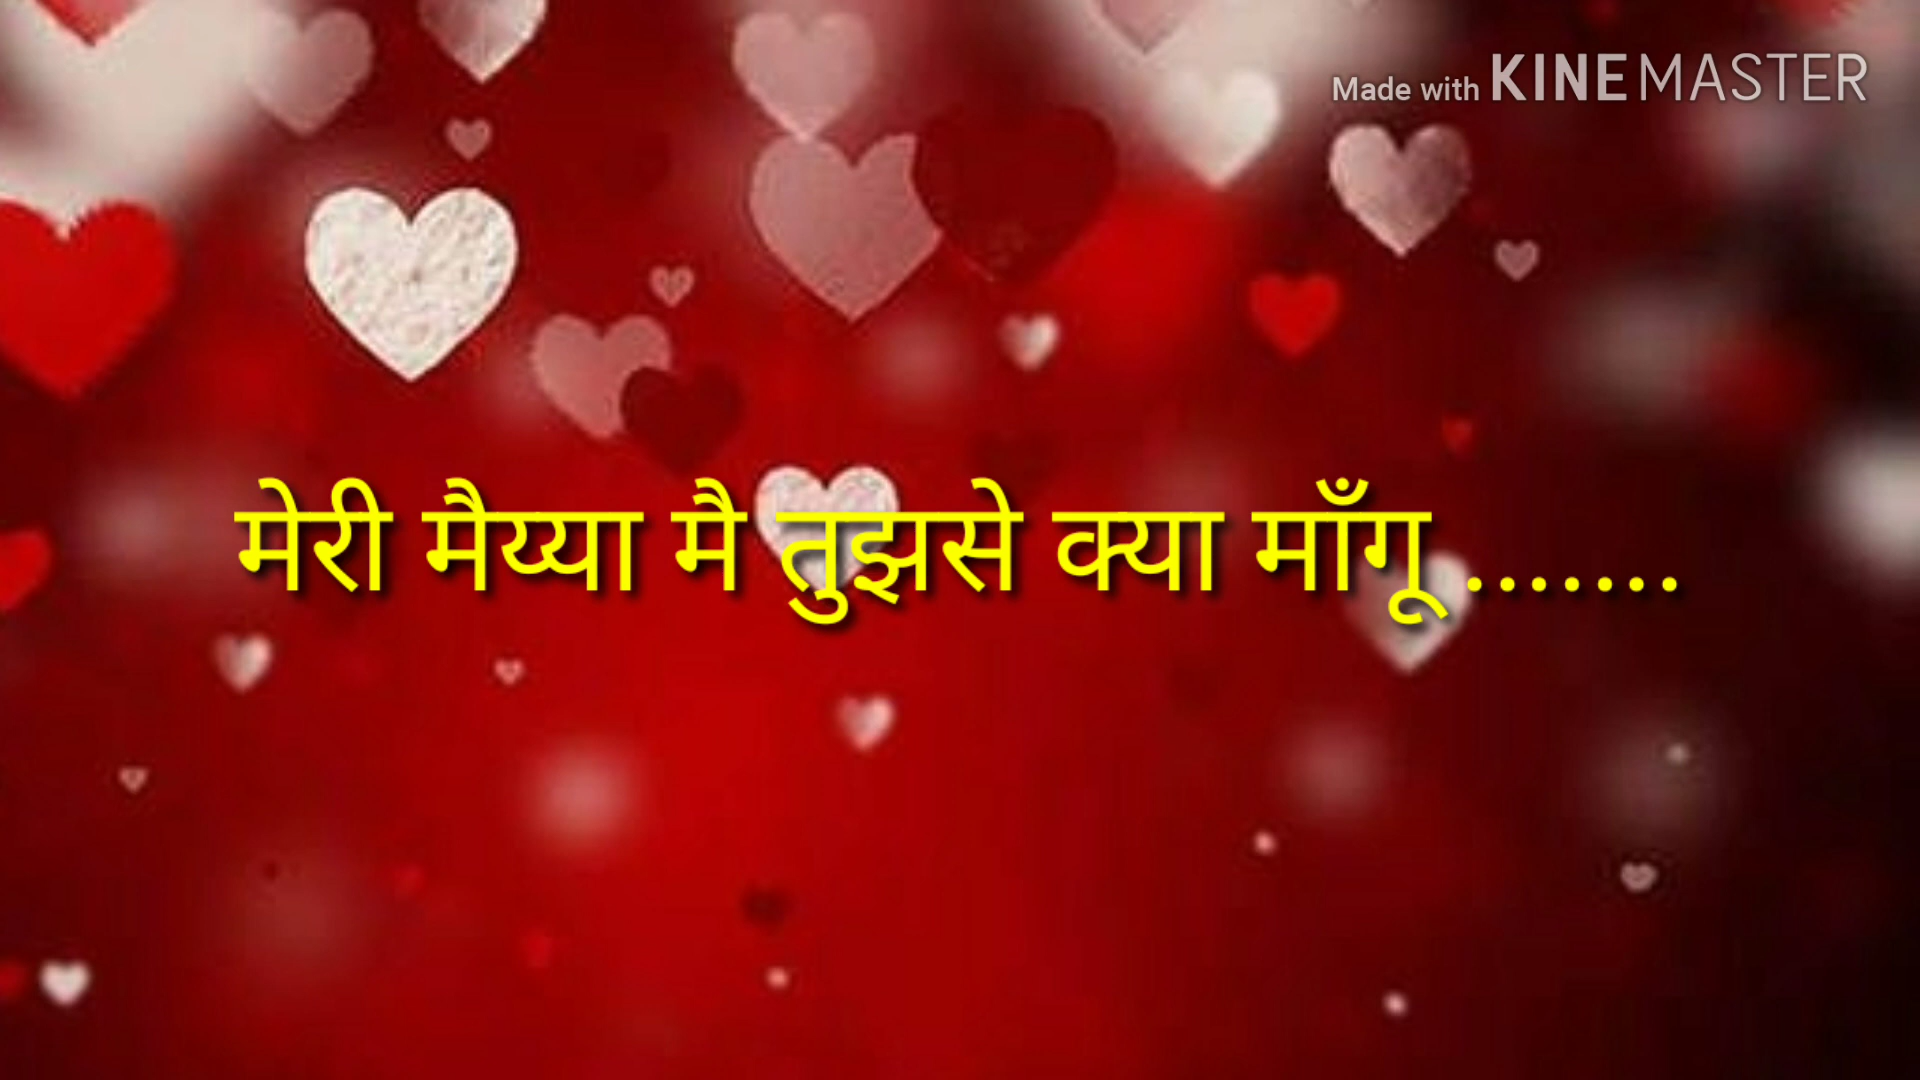 Made with KINEMASTER
मेरी मैय्या मै तुझसे क्या माँगू .......